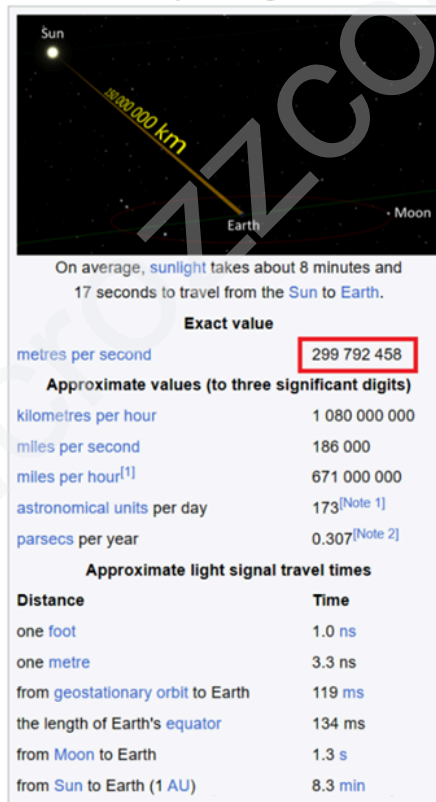 Sun
150 000 000 km
Earth
Moon
On average, sunlight takes about 8 minutes and
17 seconds to travel from the Sun to Earth.
Exact value
metres per second 299 792 458
Approximate values (to three significant digits)
kilometres per hour 1 080 000 000
miles per second 186 000
miles per hour[1] 671 000 000
astronomical units per day 173[Note 1]
parsecs per year 0.307[Note 2]
Approximate light signal travel times
Distance Time
one foot 1.0 ns
one metre 3.3 ns
from geostationary orbit to Earth 119 ms
the length of Earth's equator 134 ms
from Moon to Earth 1.3 s
from Sun to Earth (1 AU) 8.3 min